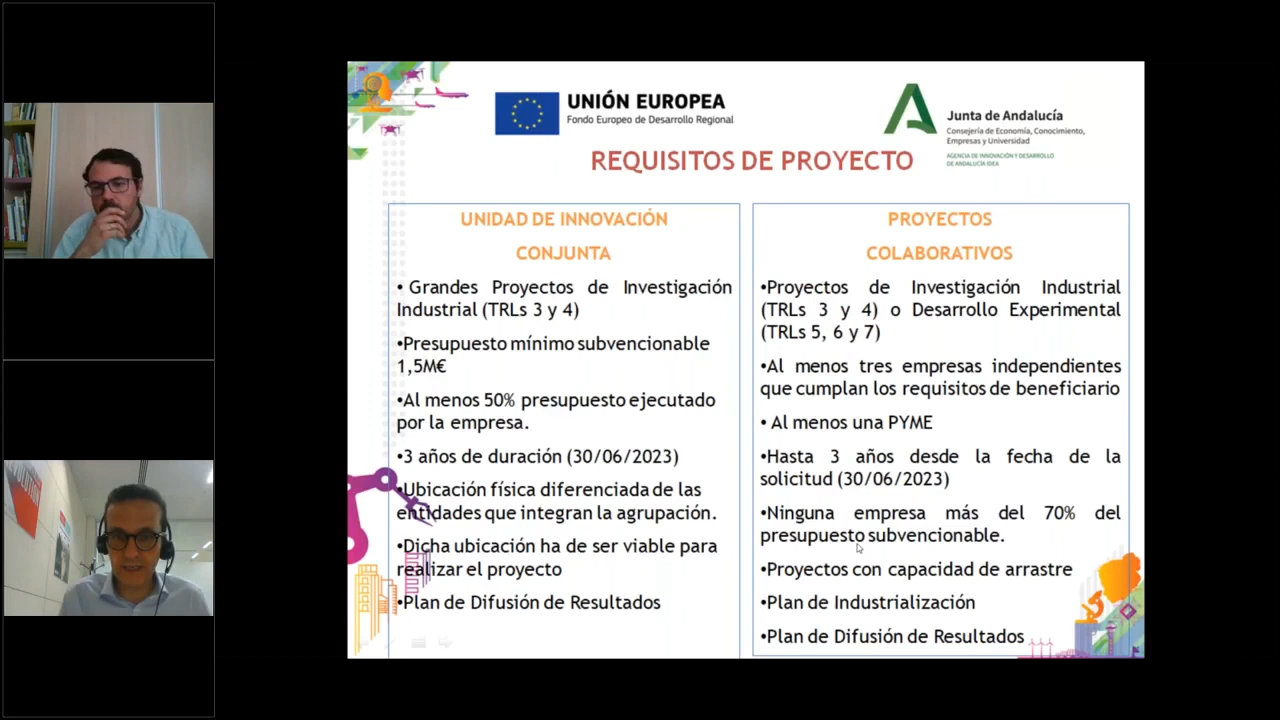 UNIÓN EUROPEA
Fondo Europeo de Desarrollo Regional
Junta de Andalucía
Consejería de Economía, Conocimiento,
Empresas y Universidad
AGENCIA DE INNOVACIÓN Y DESARROLLO
DE ANDALUCÍA IDEA
REQUISITOS DE PROYECTO
UNIDAD DE INNOVACIÓN
CONJUNTA
• Grandes Proyectos de Investigación
Industrial (TRLs 3 y 4)
•Presupuesto mínimo subvencionable
1,5M€
•Al menos 50% presupuesto ejecutado
por la empresa.
•3 años de duración (30/06/2023)
•Ubicación física diferenciada de las
entidades que integran la agrupación.
•Dicha ubicación ha de ser viable para
realizar el proyecto
•Plan de Difusión de Resultados
PROYECTOS
COLABORATIVOS
•Proyectos de Investigación Industrial
(TRLs 3 y 4) o Desarrollo Experimental
(TRLs 5, 6 y 7)
•Al menos tres empresas independientes
que cumplan los requisitos de beneficiario
• Al menos una PYME
•Hasta 3 años desde la fecha de la
solicitud (30/06/2023)
•Ninguna empresa más del 70% del
presupuesto subvencionable.
•Proyectos con capacidad de arrastre
•Plan de Industrialización
•Plan de Difusión de Resultados